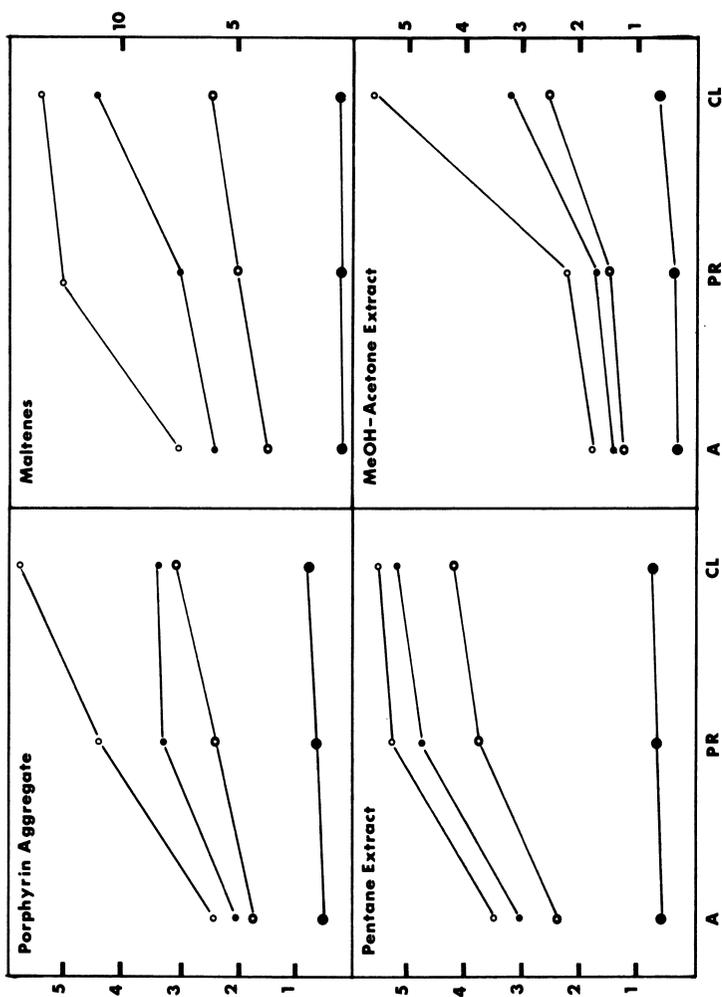 Porphyrin Aggregate
5
4
3
2
1
Maltenes
10
5
Pentane Extract
5
4
3
2
1
A
PR
CL
MeOH–Acetone Extract
5
4
3
2
1
A
PR
CL